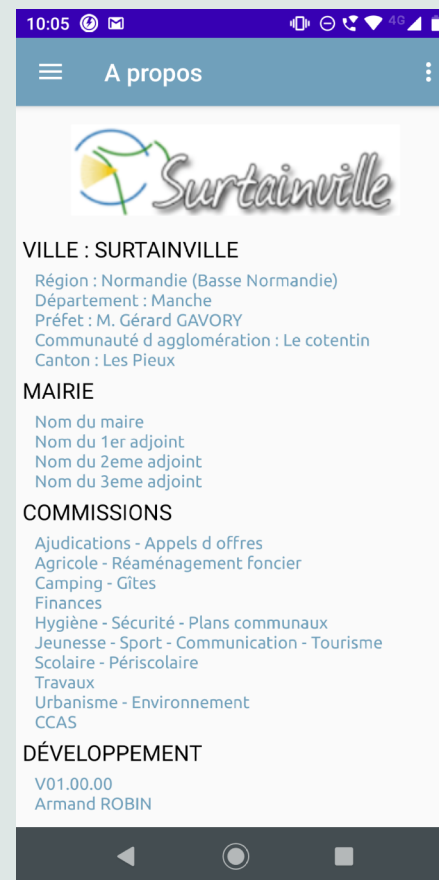 10:05
4G
A propos
Surtainville
VILLE : SURTAINVILLE
Région : Normandie (Basse Normandie)
Département : Manche
Préfet : M. Gérard GAVORY
Communauté d agglomération : Le cotentin
Canton : Les Pieux
MAIRIE
Nom du maire
Nom du 1er adjoint
Nom du 2eme adjoint
Nom du 3eme adjoint
COMMISSIONS
Ajudications - Appels d offres
Agricole - Réaménagement foncier
Camping - Gîtes
Finances
Hygiène - Sécurité - Plans communaux
Jeunesse - Sport - Communication - Tourisme
Scolaire - Périscolaire
Travaux
Urbanisme - Environnement
CCAS
DÉVELOPPEMENT
V01.00.00
Armand ROBIN